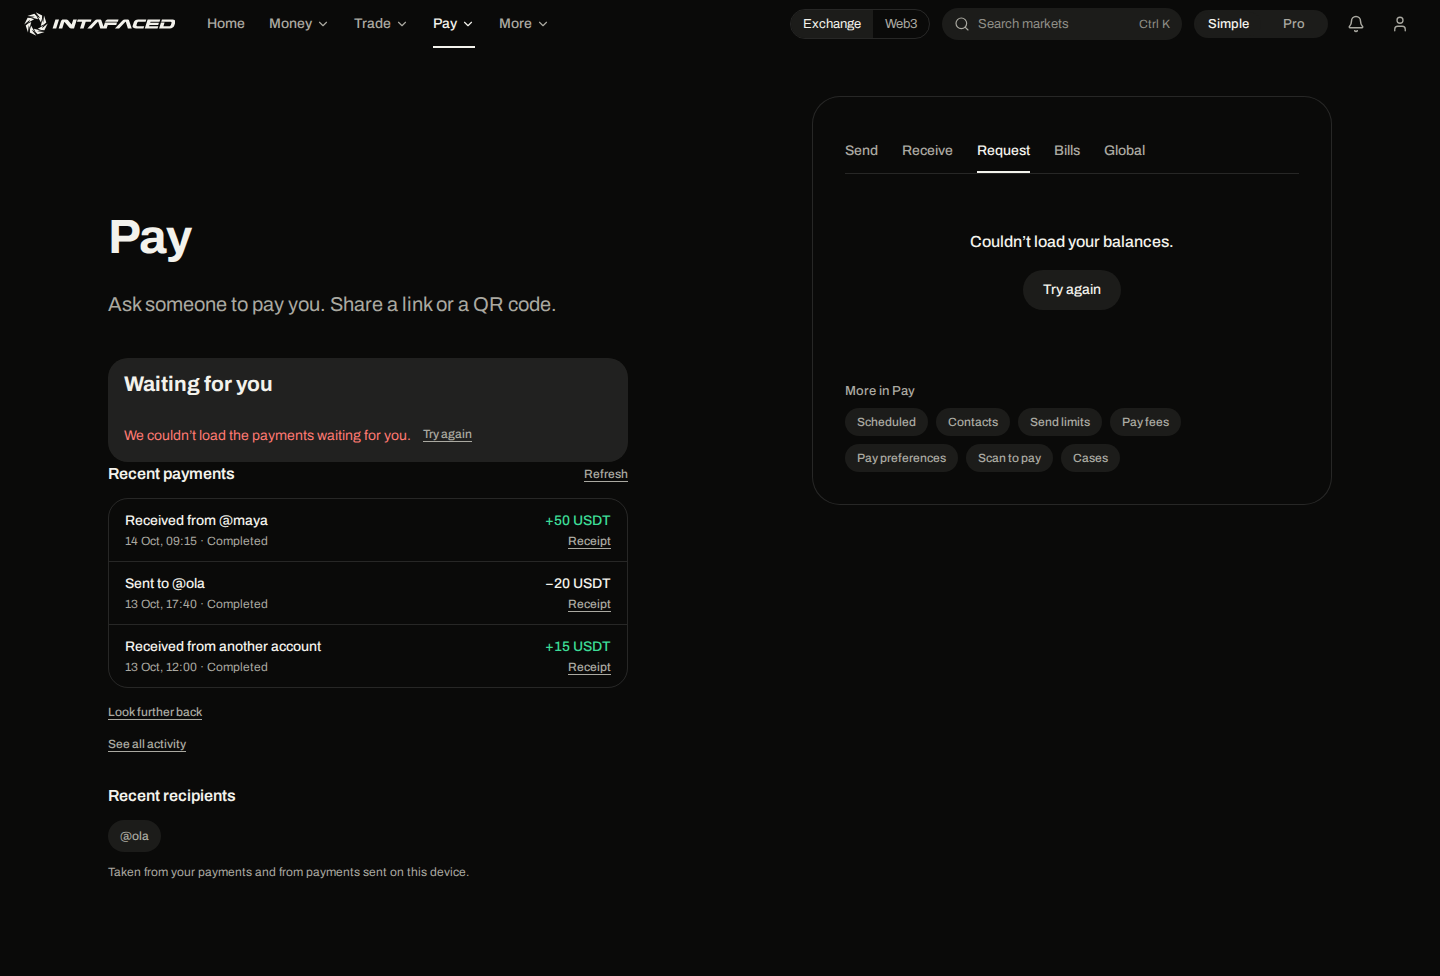 INTAFACED
Home
Money
Trade
Pay
More
Exchange
Web3
Search markets
Ctrl K
Simple
Pro
Pay
Ask someone to pay you. Share a link or a QR code.
Waiting for you
We couldn’t load the payments waiting for you. Try again
Recent payments
Refresh
Received from @maya
+50 USDT
14 Oct, 09:15 · Completed
Receipt
Sent to @ola
−20 USDT
13 Oct, 17:40 · Completed
Receipt
Received from another account
+15 USDT
13 Oct, 12:00 · Completed
Receipt
Look further back
See all activity
Recent recipients
@ola
Taken from your payments and from payments sent on this device.
Send
Receive
Request
Bills
Global
Couldn’t load your balances.
Try again
More in Pay
Scheduled
Contacts
Send limits
Pay fees
Pay preferences
Scan to pay
Cases